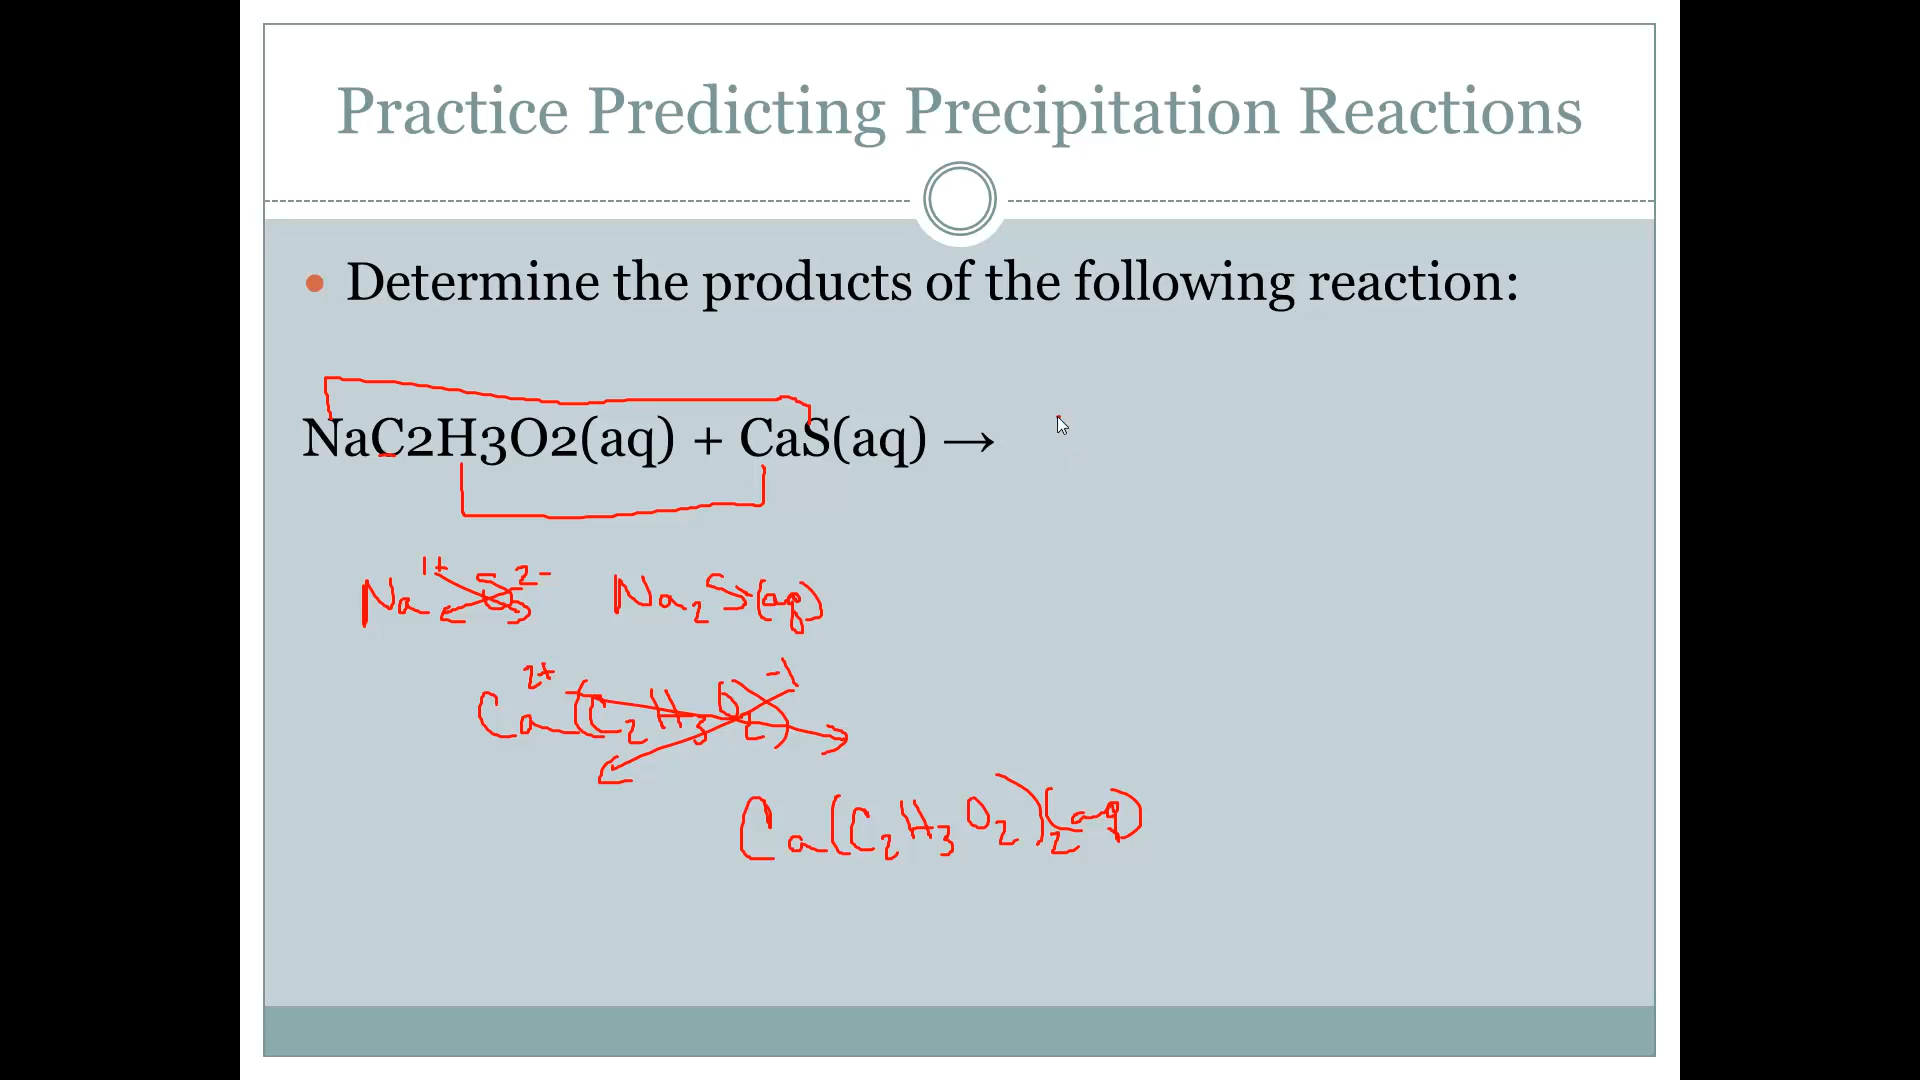 Practice Predicting Precipitation Reactions
• Determine the products of the following reaction:
NaC2H3O2(aq) + CaS(aq) →
Na¹⁺ S²⁻ Na₂S(aq)
Ca²⁺(C₂H₃O₂)⁻¹
Ca(C₂H₃O₂)₂(aq)